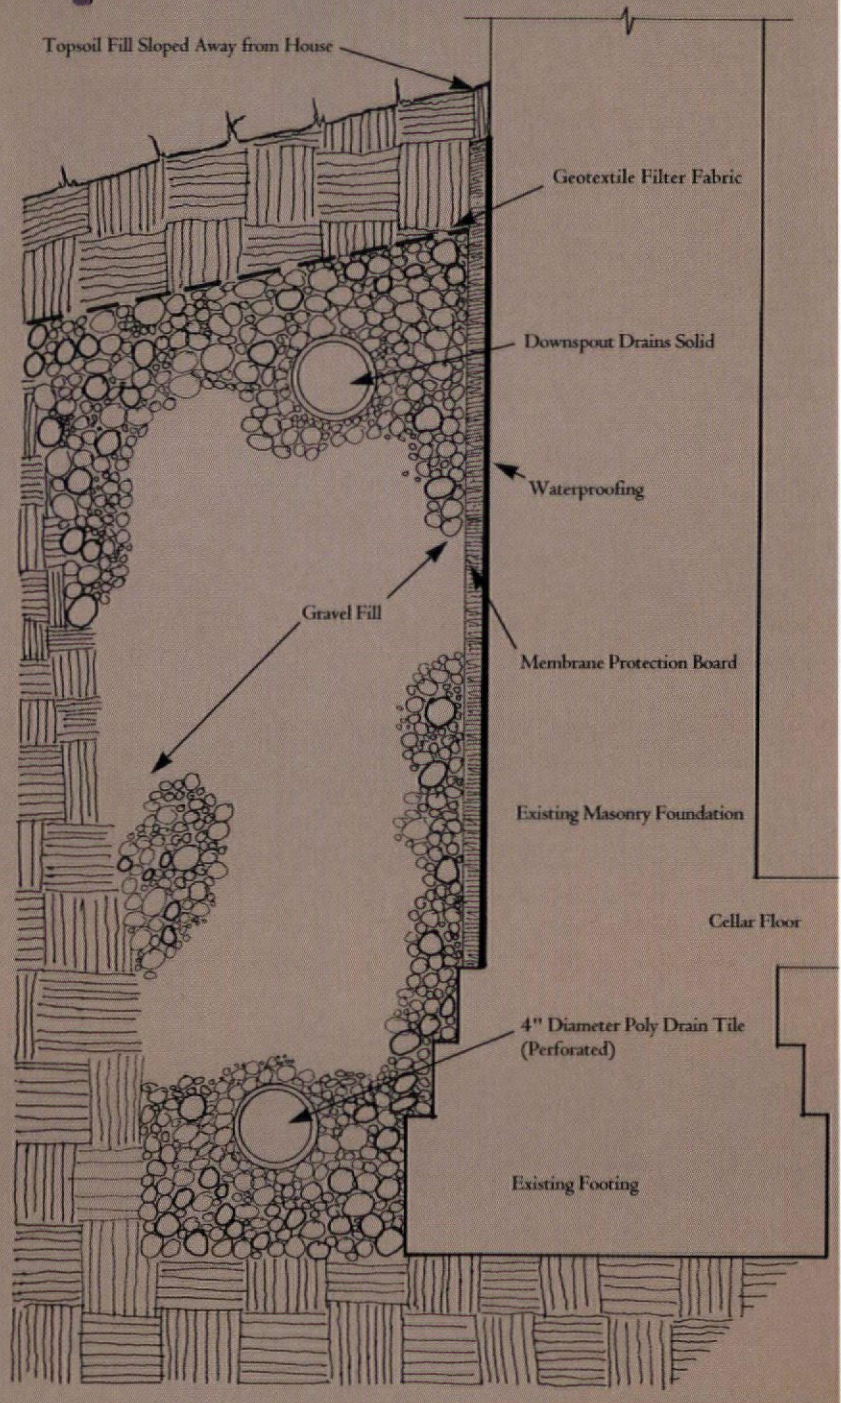 Topsoil Fill Sloped Away from House
Geotextile Filter Fabric
Downspout Drains Solid
Waterproofing
Gravel Fill
Membrane Protection Board
Existing Masonry Foundation
Cellar Floor
4" Diameter Poly Drain Tile
(Perforated)
Existing Footing